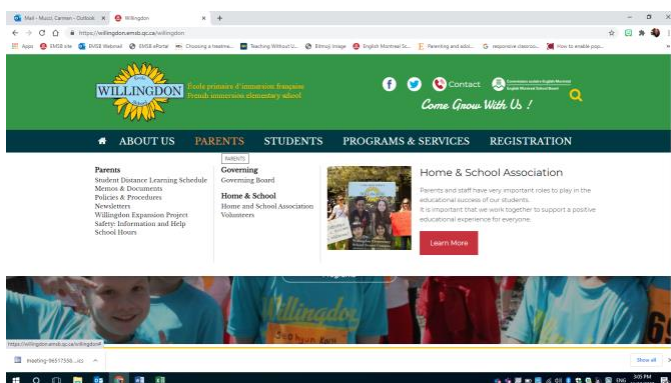 Mail - Musci, Carmen - Outlook
Willingdon
https://willingdon.emsb.qc.ca/willingdon
Apps
EMSB site
EMSB Webmail
EMSB ePortal
Choosing a
Teaching Without U...
Bitmoji Image
English Montreal Sc...
Parenting and
responsive classroo...
How to enable pop...
WILLINGDON
École primaire d'immersion française
French immersion elementary school
Contact
Commission scolaire English-Montréal
English Montreal School Board
Come Grow With Us !
ABOUT US
PARENTS
STUDENTS
PROGRAMS & SERVICES
REGISTRATION
PARENTS
Parents
Student Distance Learning Schedule
Memos & Documents
Policies & Procedures
Newsletters
Willingdon Expansion Project
Safety: Information and Help
School Hours
Governing
Governing Board
Home & School
Home and School Association
Volunteers
Home & School Association
Parents and staff have very important roles to play in the
educational success of our students.
It is important that we work together to support a positive
educational experience for everyone.
Learn More
Willingdon
https://willingdon.emsb.qc.ca/willingdon#
meeting-96517550....ics
Show all
ENG
3:05 PM